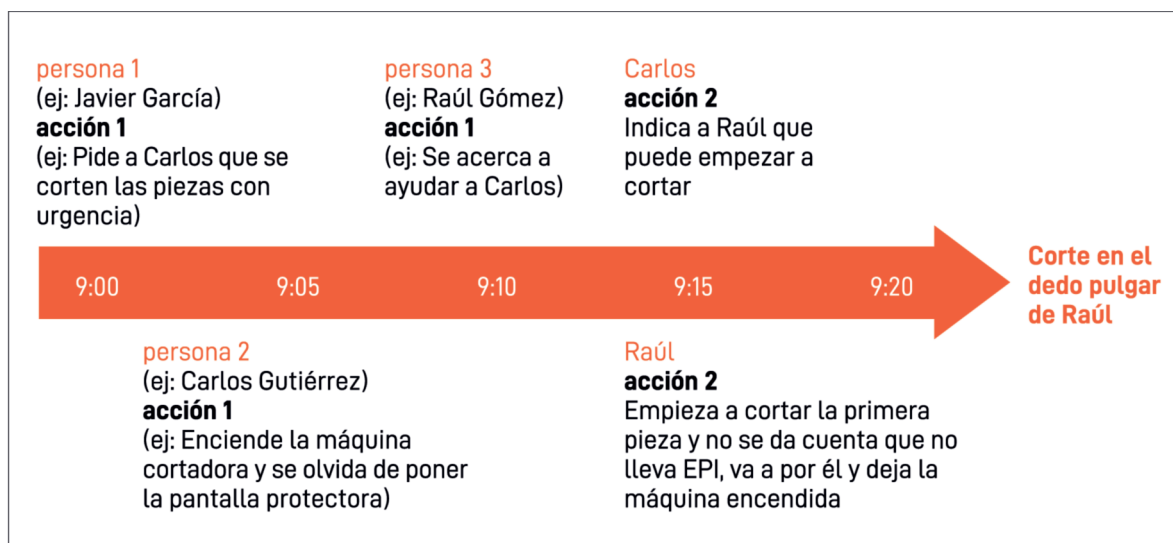 persona 1
(ej: Javier García)
acción 1
(ej: Pide a Carlos que se
corten las piezas con
urgencia)
persona 3
(ej: Raúl Gómez)
acción 1
(ej: Se acerca a
ayudar a Carlos)
Carlos
acción 2
Indica a Raúl que
puede empezar a
cortar
9:00
9:05
9:10
9:15
9:20
Corte en el
dedo pulgar
de Raúl
persona 2
(ej: Carlos Gutiérrez)
acción 1
(ej: Enciende la máquina
cortadora y se olvida de poner
la pantalla protectora)
Raúl
acción 2
Empieza a cortar la primera
pieza y no se da cuenta que no
lleva EPI, va a por él y deja la
máquina encendida